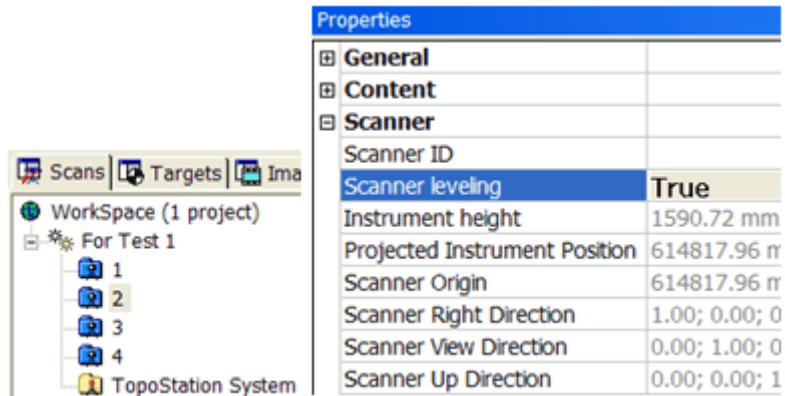 Properties
General
Content
Scanner
Scanner ID
Scanner leveling True
Instrument height 1590.72 mm
Projected Instrument Position 614817.96 m
Scanner Origin 614817.96 m
Scanner Right Direction 1.00; 0.00; 0
Scanner View Direction 0.00; 1.00; 0
Scanner Up Direction 0.00; 0.00; 1
Scans Targets Ima
WorkSpace (1 project)
For Test 1
1
2
3
4
TopoStation System